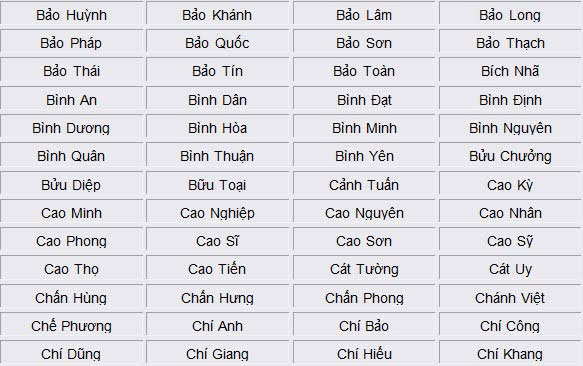 Bảo Huỳnh Bảo Khánh Bảo Lâm Bảo Long
Bảo Pháp Bảo Quốc Bảo Sơn Bảo Thạch
Bảo Thái Bảo Tín Bảo Toàn Bích Nhã
Bình An Bình Dân Bình Đạt Bình Định
Bình Dương Bình Hòa Bình Minh Bình Nguyên
Bình Quân Bình Thuận Bình Yên Bửu Chưởng
Bửu Diệp Bữu Toại Cảnh Tuấn Cao Kỳ
Cao Minh Cao Nghiệp Cao Nguyên Cao Nhân
Cao Phong Cao Sĩ Cao Sơn Cao Sỹ
Cao Thọ Cao Tiến Cát Tường Cát Uy
Chấn Hùng Chấn Hưng Chấn Phong Chánh Việt
Chế Phương Chí Anh Chí Bảo Chí Công
Chí Dũng Chí Giang Chí Hiếu Chí Khang